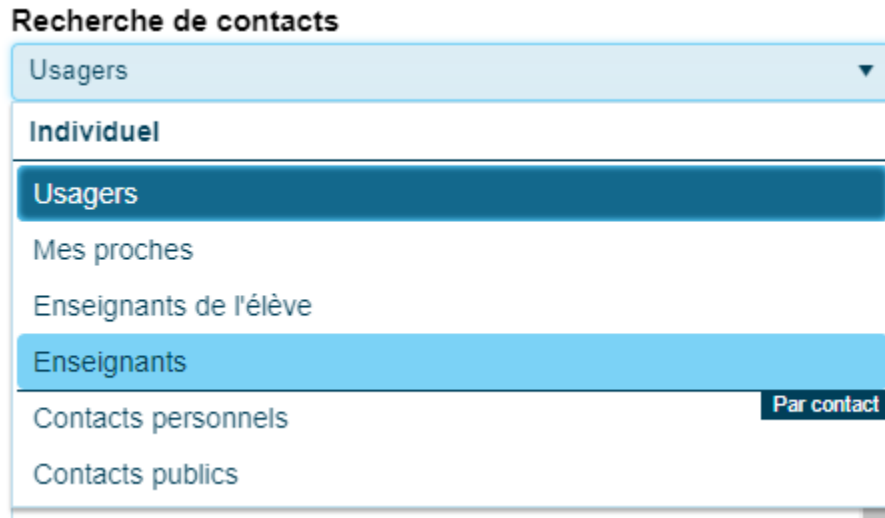 Recherche de contacts
Usagers
Individuel
Usagers
Mes proches
Enseignants de l'élève
Enseignants
Par contact
Contacts personnels
Contacts publics